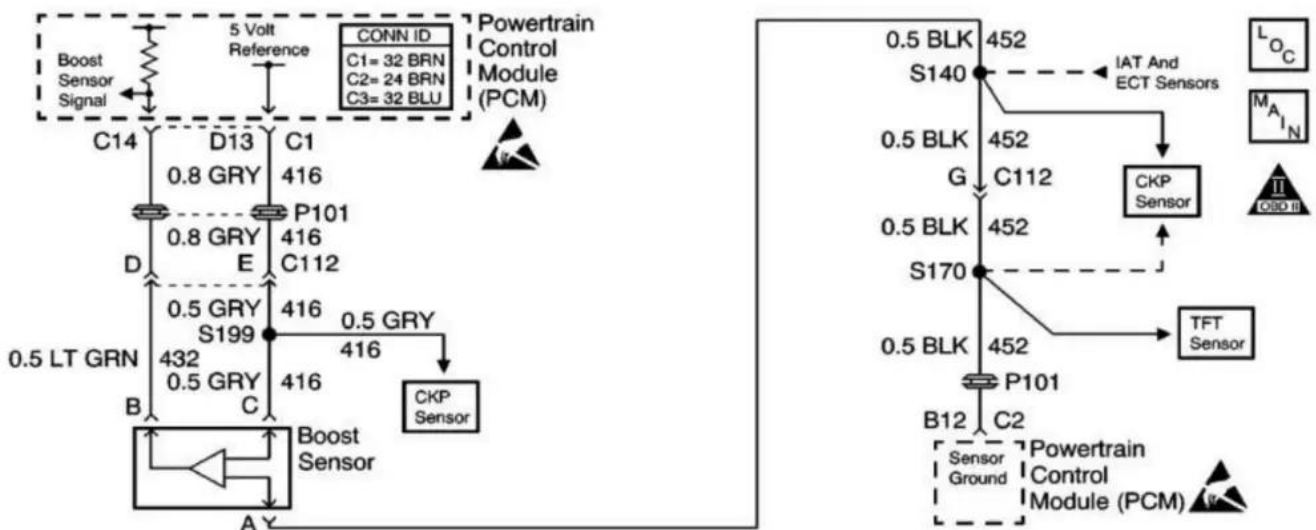 Boost
Sensor
Signal
5 Volt
Reference
CONN ID
C1= 32 BRN
C2= 24 BRN
C3= 32 BLU
Powertrain
Control
Module
(PCM)
C14 D13 C1
0.8 GRY 416
P101
0.8 GRY 416
D E C112
0.5 GRY 416
S199
0.5 GRY
416
0.5 LT GRN 432
0.5 GRY 416
CKP
Sensor
B C
Boost
Sensor
A
0.5 BLK 452
S140
IAT And
ECT Sensors
0.5 BLK 452
G C112
CKP
Sensor
0.5 BLK 452
S170
TFT
Sensor
0.5 BLK 452
P101
B12 C2
Sensor
Ground
Powertrain
Control
Module (PCM)
LOC
MAIN
II
OBD II